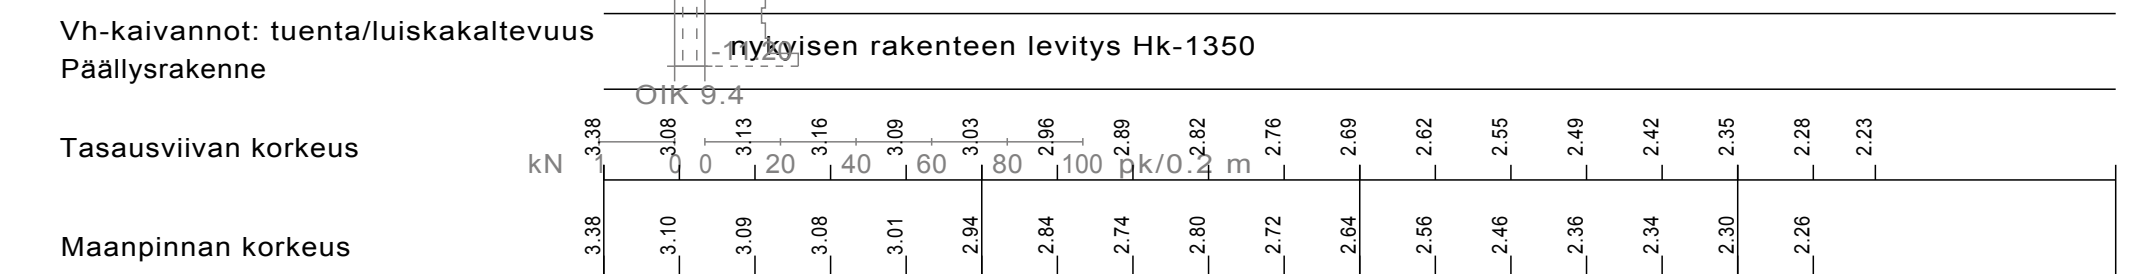 Vh-kaivannot: tuenta/luiskakaltevuus
-11.20
nykyisen rakenteen levitys Hk-1350
Päällysrakenne
OIK 9.4
Tasausviivan korkeus 3.38 3.08 3.13 3.16 3.09 3.03 2.96 2.89 2.82 2.76 2.69 2.62 2.55 2.49 2.42 2.35 2.28 2.23
kN 1 0 0 20 40 60 80 100 pk/0.2 m
Maanpinnan korkeus 3.38 3.10 3.09 3.08 3.01 2.94 2.84 2.74 2.80 2.72 2.64 2.56 2.46 2.36 2.34 2.30 2.26